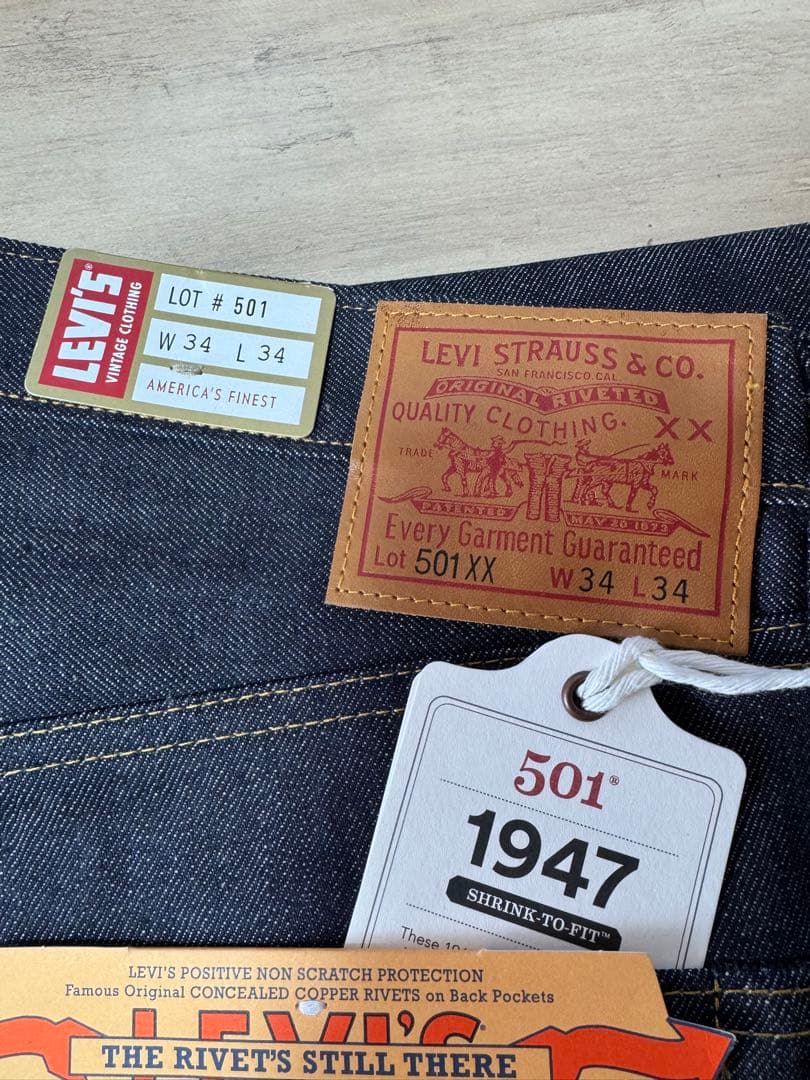 LEVI'S®
VINTAGE CLOTHING
LOT # 501
W 34 L 34
AMERICA'S FINEST
LEVI STRAUSS & CO.
SAN FRANCISCO.CAL.
ORIGINAL RIVETED
QUALITY CLOTHING. XX
TRADE MARK
PATENTED MAY 20 1873
Every Garment Guaranteed
Lot 501XX W34 L34
501®
1947
SHRINK-TO-FIT™
These
LEVI'S POSITIVE NON SCRATCH PROTECTION
Famous Original CONCEALED COPPER RIVETS on Back Pockets
LEVI'S
THE RIVET'S STILL THERE